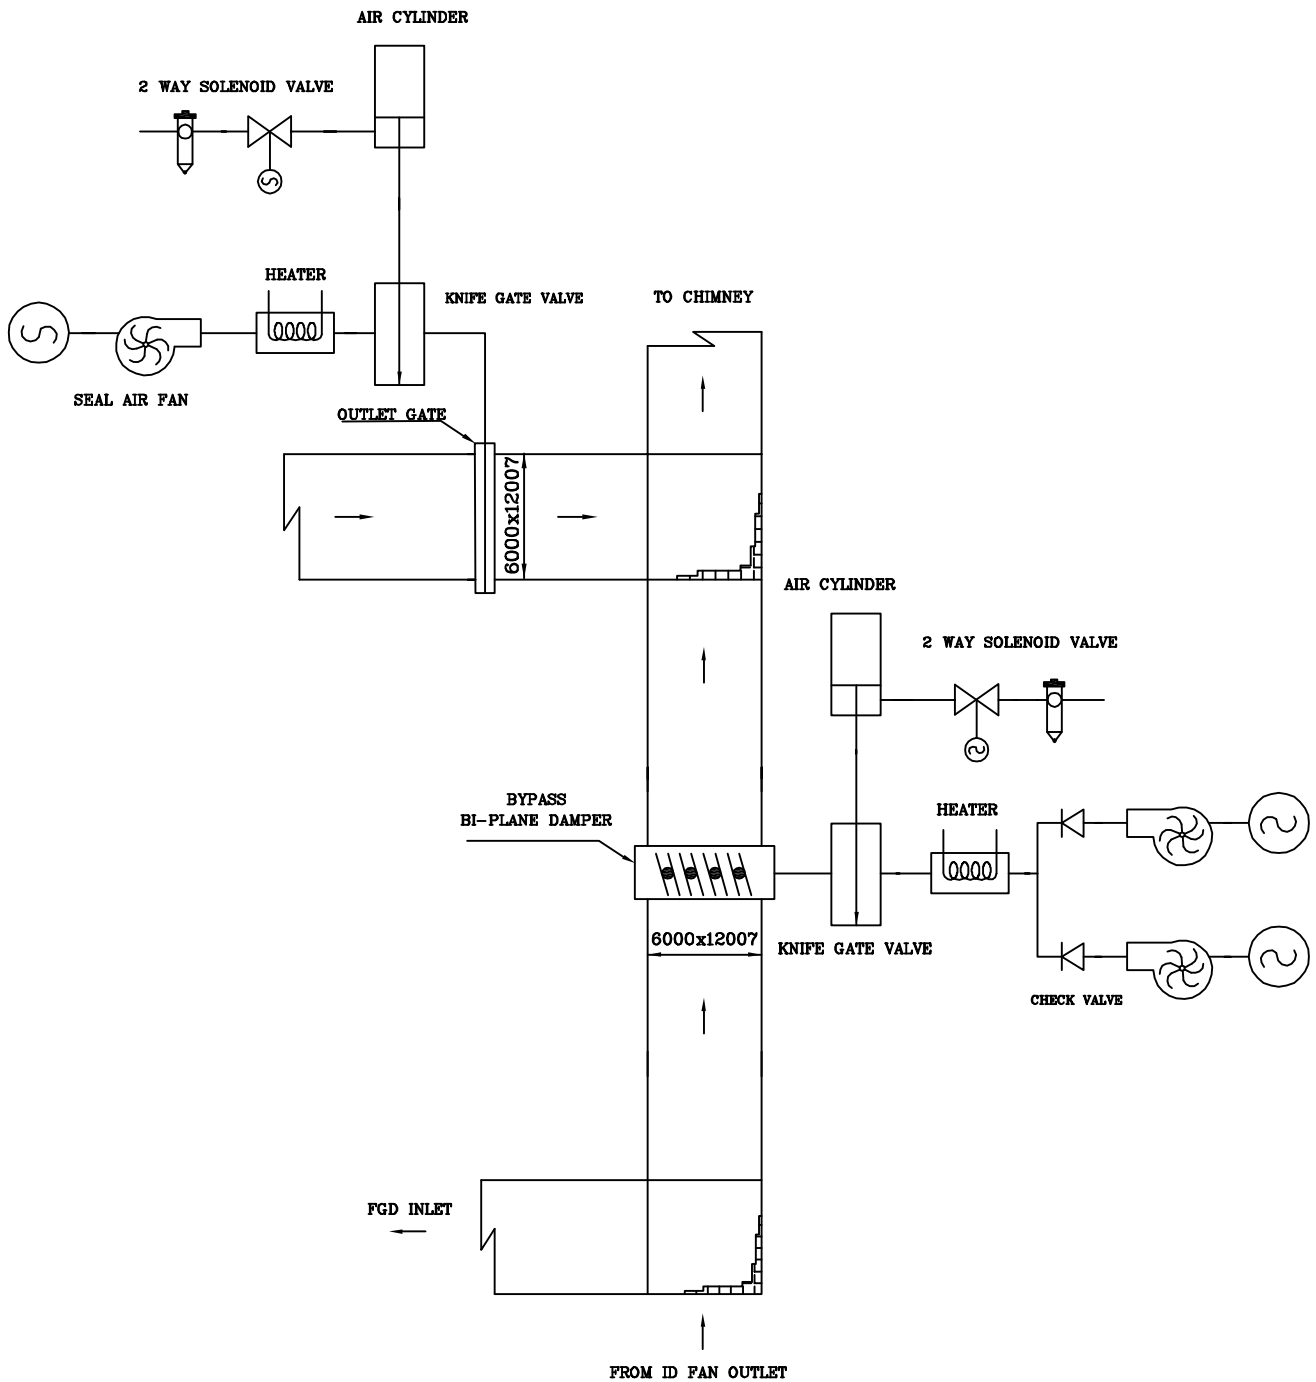 AIR CYLINDER
2 WAY SOLENOID VALVE
HEATER
KNIFE GATE VALVE
TO CHIMNEY
SEAL AIR FAN
OUTLET GATE
6000x12007
AIR CYLINDER
2 WAY SOLENOID VALVE
BYPASS
BI-PLANE DAMPER
HEATER
6000x12007
KNIFE GATE VALVE
CHECK VALVE
FGD INLET
FROM ID FAN OUTLET